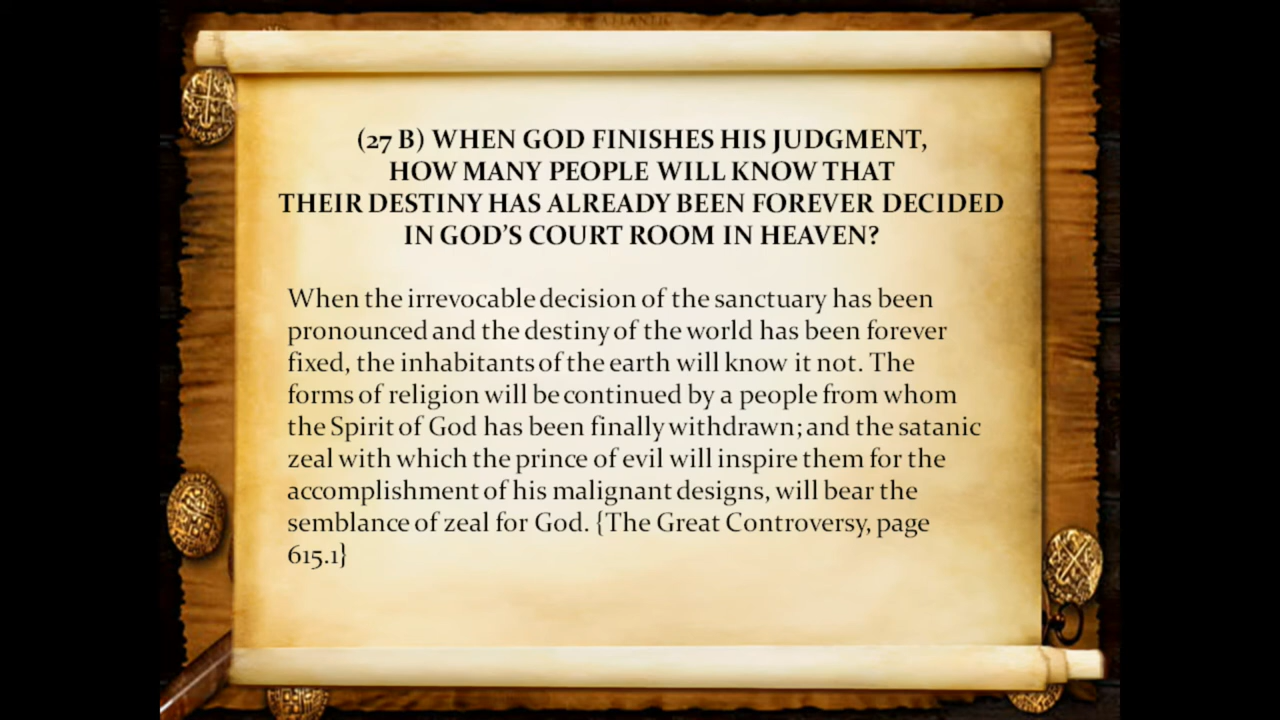 ATLANTIC
(27 B) WHEN GOD FINISHES HIS JUDGMENT,
HOW MANY PEOPLE WILL KNOW THAT
THEIR DESTINY HAS ALREADY BEEN FOREVER DECIDED
IN GOD'S COURT ROOM IN HEAVEN?
When the irrevocable decision of the sanctuary has been
pronounced and the destiny of the world has been forever
fixed, the inhabitants of the earth will know it not. The
forms of religion will be continued by a people from whom
the Spirit of God has been finally withdrawn; and the satanic
zeal with which the prince of evil will inspire them for the
accomplishment of his malignant designs, will bear the
semblance of zeal for God. {The Great Controversy, page
615.1}